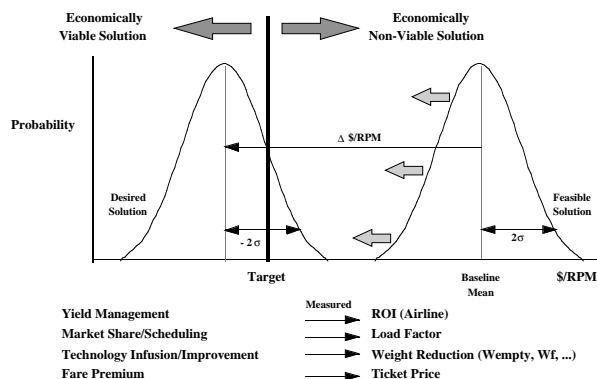 Economically
Viable Solution
Economically
Non-Viable Solution
Probability
Δ $/RPM
Desired
Solution
Feasible
Solution
- 2σ
2σ
Target
Baseline
Mean
$/RPM
Measured
Yield Management
ROI (Airline)
Market Share/Scheduling
Load Factor
Technology Infusion/Improvement
Weight Reduction (Wempty, Wf, ...)
Fare Premium
Ticket Price